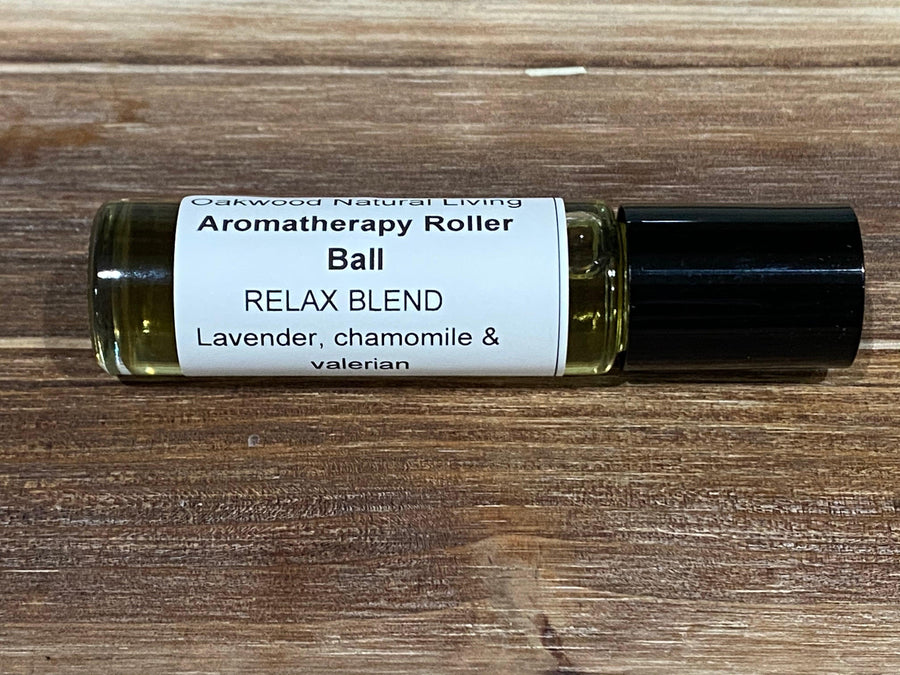 Oakwood Natural Living
Aromatherapy Roller
Ball
RELAX BLEND
Lavender, chamomile &
valerian